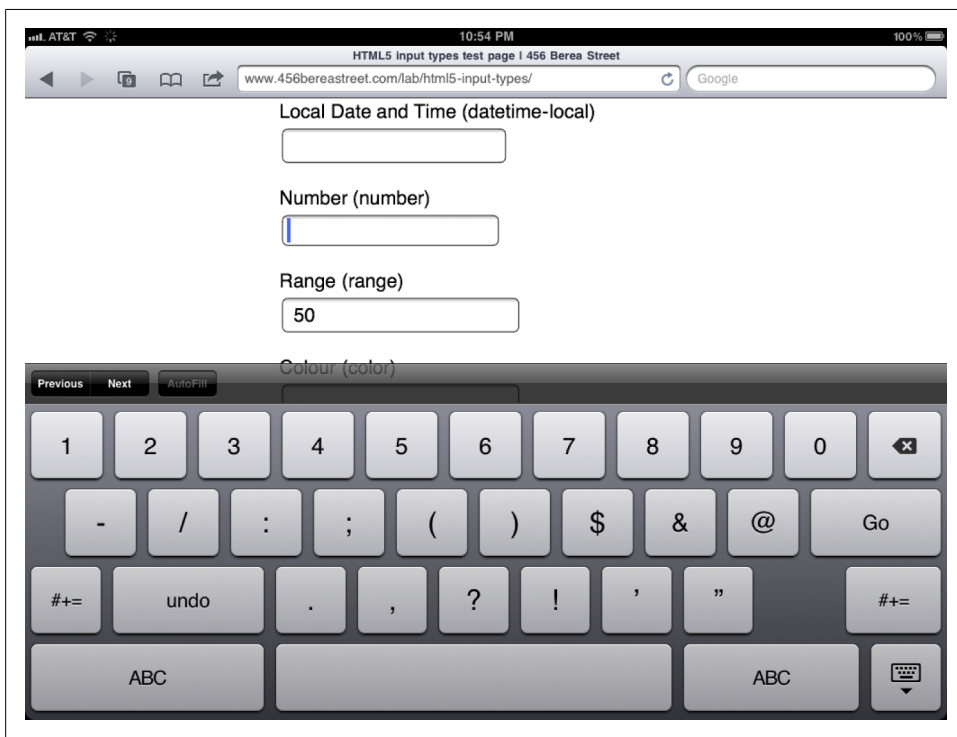 AT&T 10:54 PM 100%
HTML5 input types test page | 456 Berea Street
9 www.456bereastreet.com/lab/html5-input-types/ Google
Local Date and Time (datetime-local)
Number (number)
Range (range)
50
Colour (color)
Previous Next AutoFill
1 2 3 4 5 6 7 8 9 0
- / : ; ( ) $ & @ Go
#+= undo . , ? ! ’ ” #+=
ABC ABC